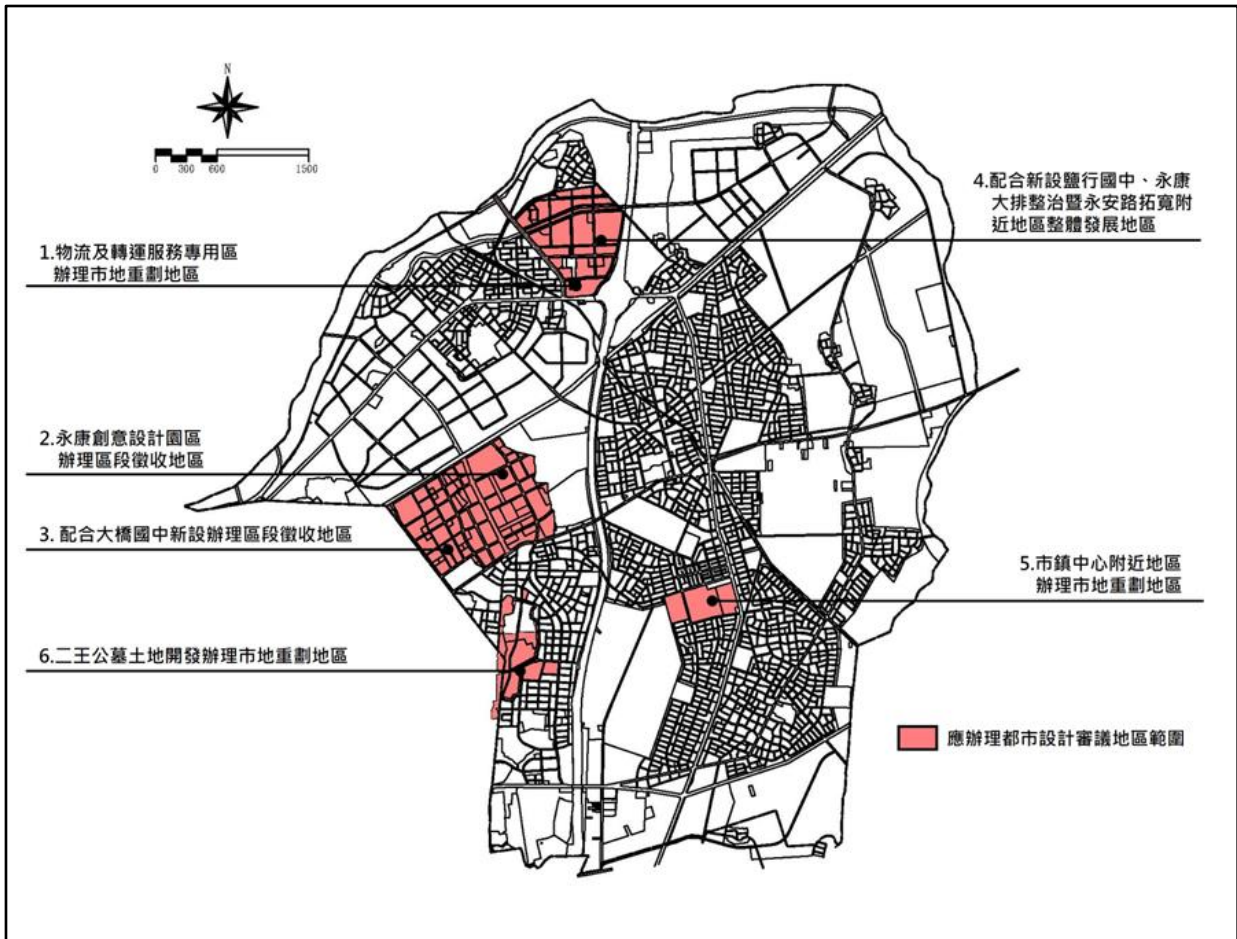 N
0 300 600 1500
4.配合新設鹽行國中、永康
大排整治暨永安路拓寬附
近地區整體發展地區
1.物流及轉運服務專用區
辦理市地重劃地區
2.永康創意設計園區
辦理區段徵收地區
3. 配合大橋國中新設辦理區段徵收地區
5.市鎮中心附近地區
辦理市地重劃地區
6.二王公墓土地開發辦理市地重劃地區
應辦理都市設計審議地區範圍